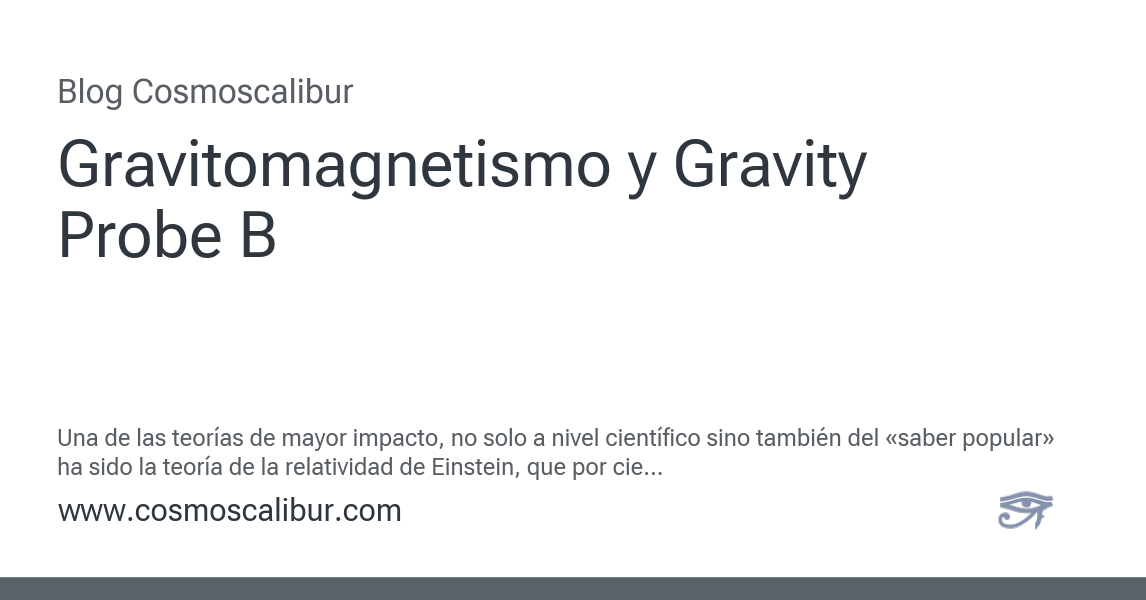 Blog Cosmoscalibur
Gravitomagnetismo y Gravity
Probe B
Una de las teorías de mayor impacto, no solo a nivel científico sino también del «saber popular»
ha sido la teoría de la relatividad de Einstein, que por cie...
www.cosmoscalibur.com